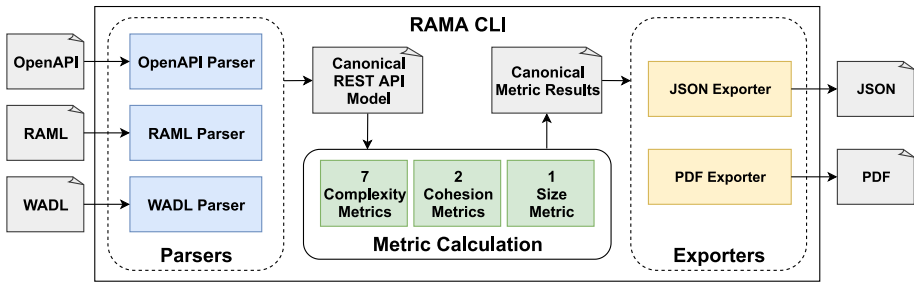 RAMA CLI
OpenAPI
RAML
WADL
OpenAPI Parser
RAML Parser
WADL Parser
Parsers
Canonical
REST API
Model
7
Complexity
Metrics
2
Cohesion
Metrics
1
Size
Metric
Metric Calculation
Canonical
Metric Results
JSON Exporter
PDF Exporter
Exporters
JSON
PDF